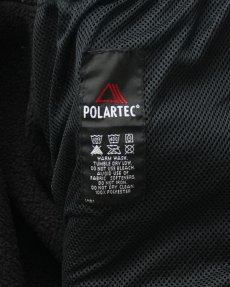 POLARTEC®
WARM WASH.
TUMBLE DRY LOW.
DO NOT USE BLEACH.
AVOID USE OF
FABRIC SOFTENERS.
DO NOT IRON.
DO NOT DRY CLEAN.
100% POLYESTER